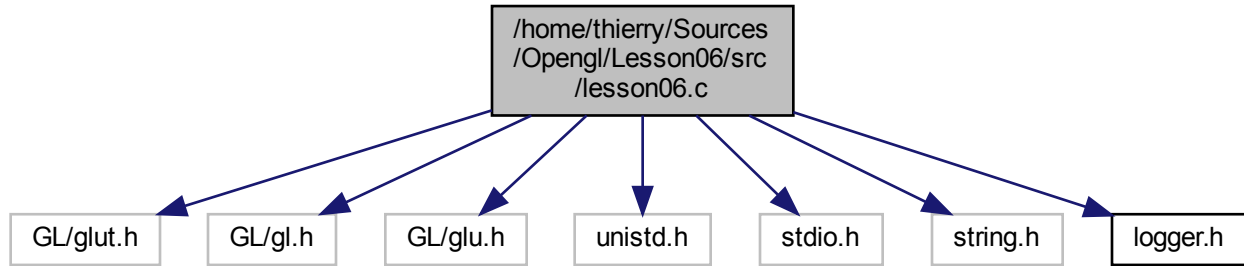 /home/thierry/Sources
/Opengl/Lesson06/src
/lesson06.c
GL/glut.h
GL/gl.h
GL/glu.h
unistd.h
stdio.h
string.h
logger.h